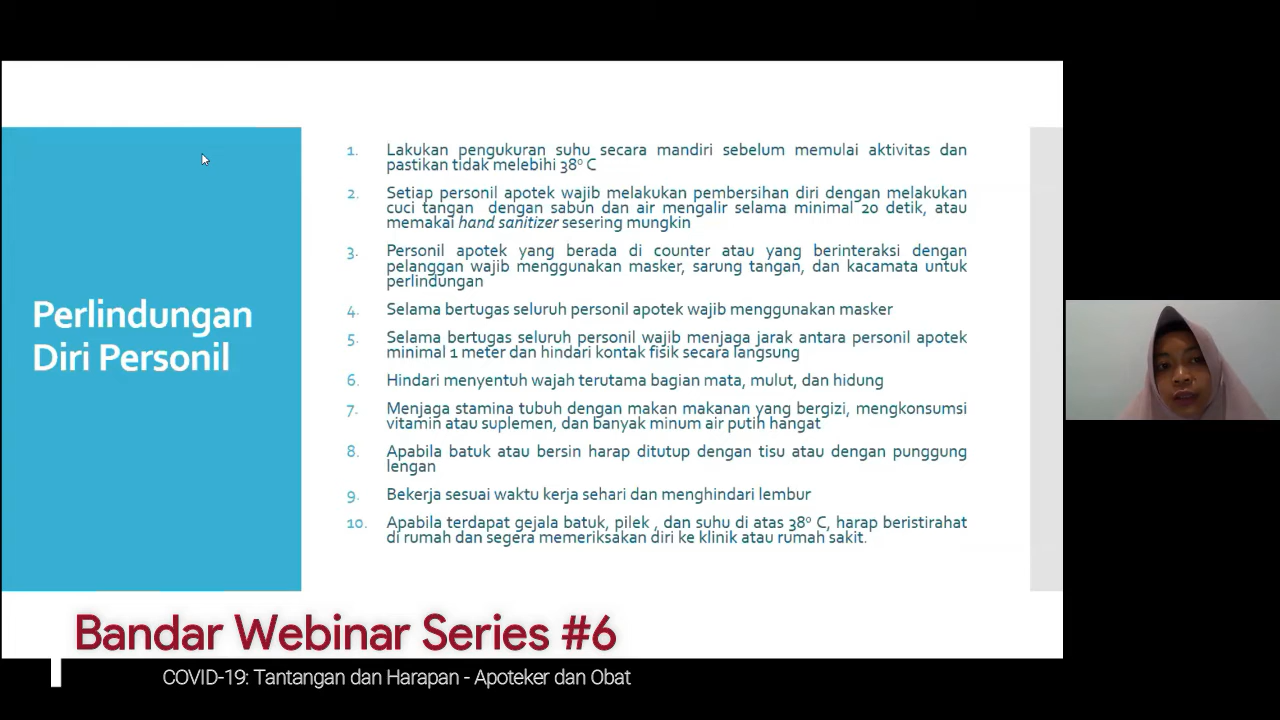 Perlindungan
Diri Personil
1. Lakukan pengukuran suhu secara mandiri sebelum memulai aktivitas dan
pastikan tidak melebihi 38⁰ C
2. Setiap personil apotek wajib melakukan pembersihan diri dengan melakukan
cuci tangan dengan sabun dan air mengalir selama minimal 20 detik, atau
memakai hand sanitizer sesering mungkin
3. Personil apotek yang berada di counter atau yang berinteraksi dengan
pelanggan wajib menggunakan masker, sarung tangan, dan kacamata untuk
perlindungan
4. Selama bertugas seluruh personil apotek wajib menggunakan masker
5. Selama bertugas seluruh personil wajib menjaga jarak antara personil apotek
minimal 1 meter dan hindari kontak fisik secara langsung
6. Hindari menyentuh wajah terutama bagian mata, mulut, dan hidung
7. Menjaga stamina tubuh dengan makan makanan yang bergizi, mengkonsumsi
vitamin atau suplemen, dan banyak minum air putih hangat
8. Apabila batuk atau bersin harap ditutup dengan tisu atau dengan punggung
lengan
9. Bekerja sesuai waktu kerja sehari dan menghindari lembur
10. Apabila terdapat gejala batuk, pilek , dan suhu di atas 38⁰ C, harap beristirahat
di rumah dan segera memeriksakan diri ke klinik atau rumah sakit.
Bandar Webinar Series #6
COVID-19: Tantangan dan Harapan - Apoteker dan Obat